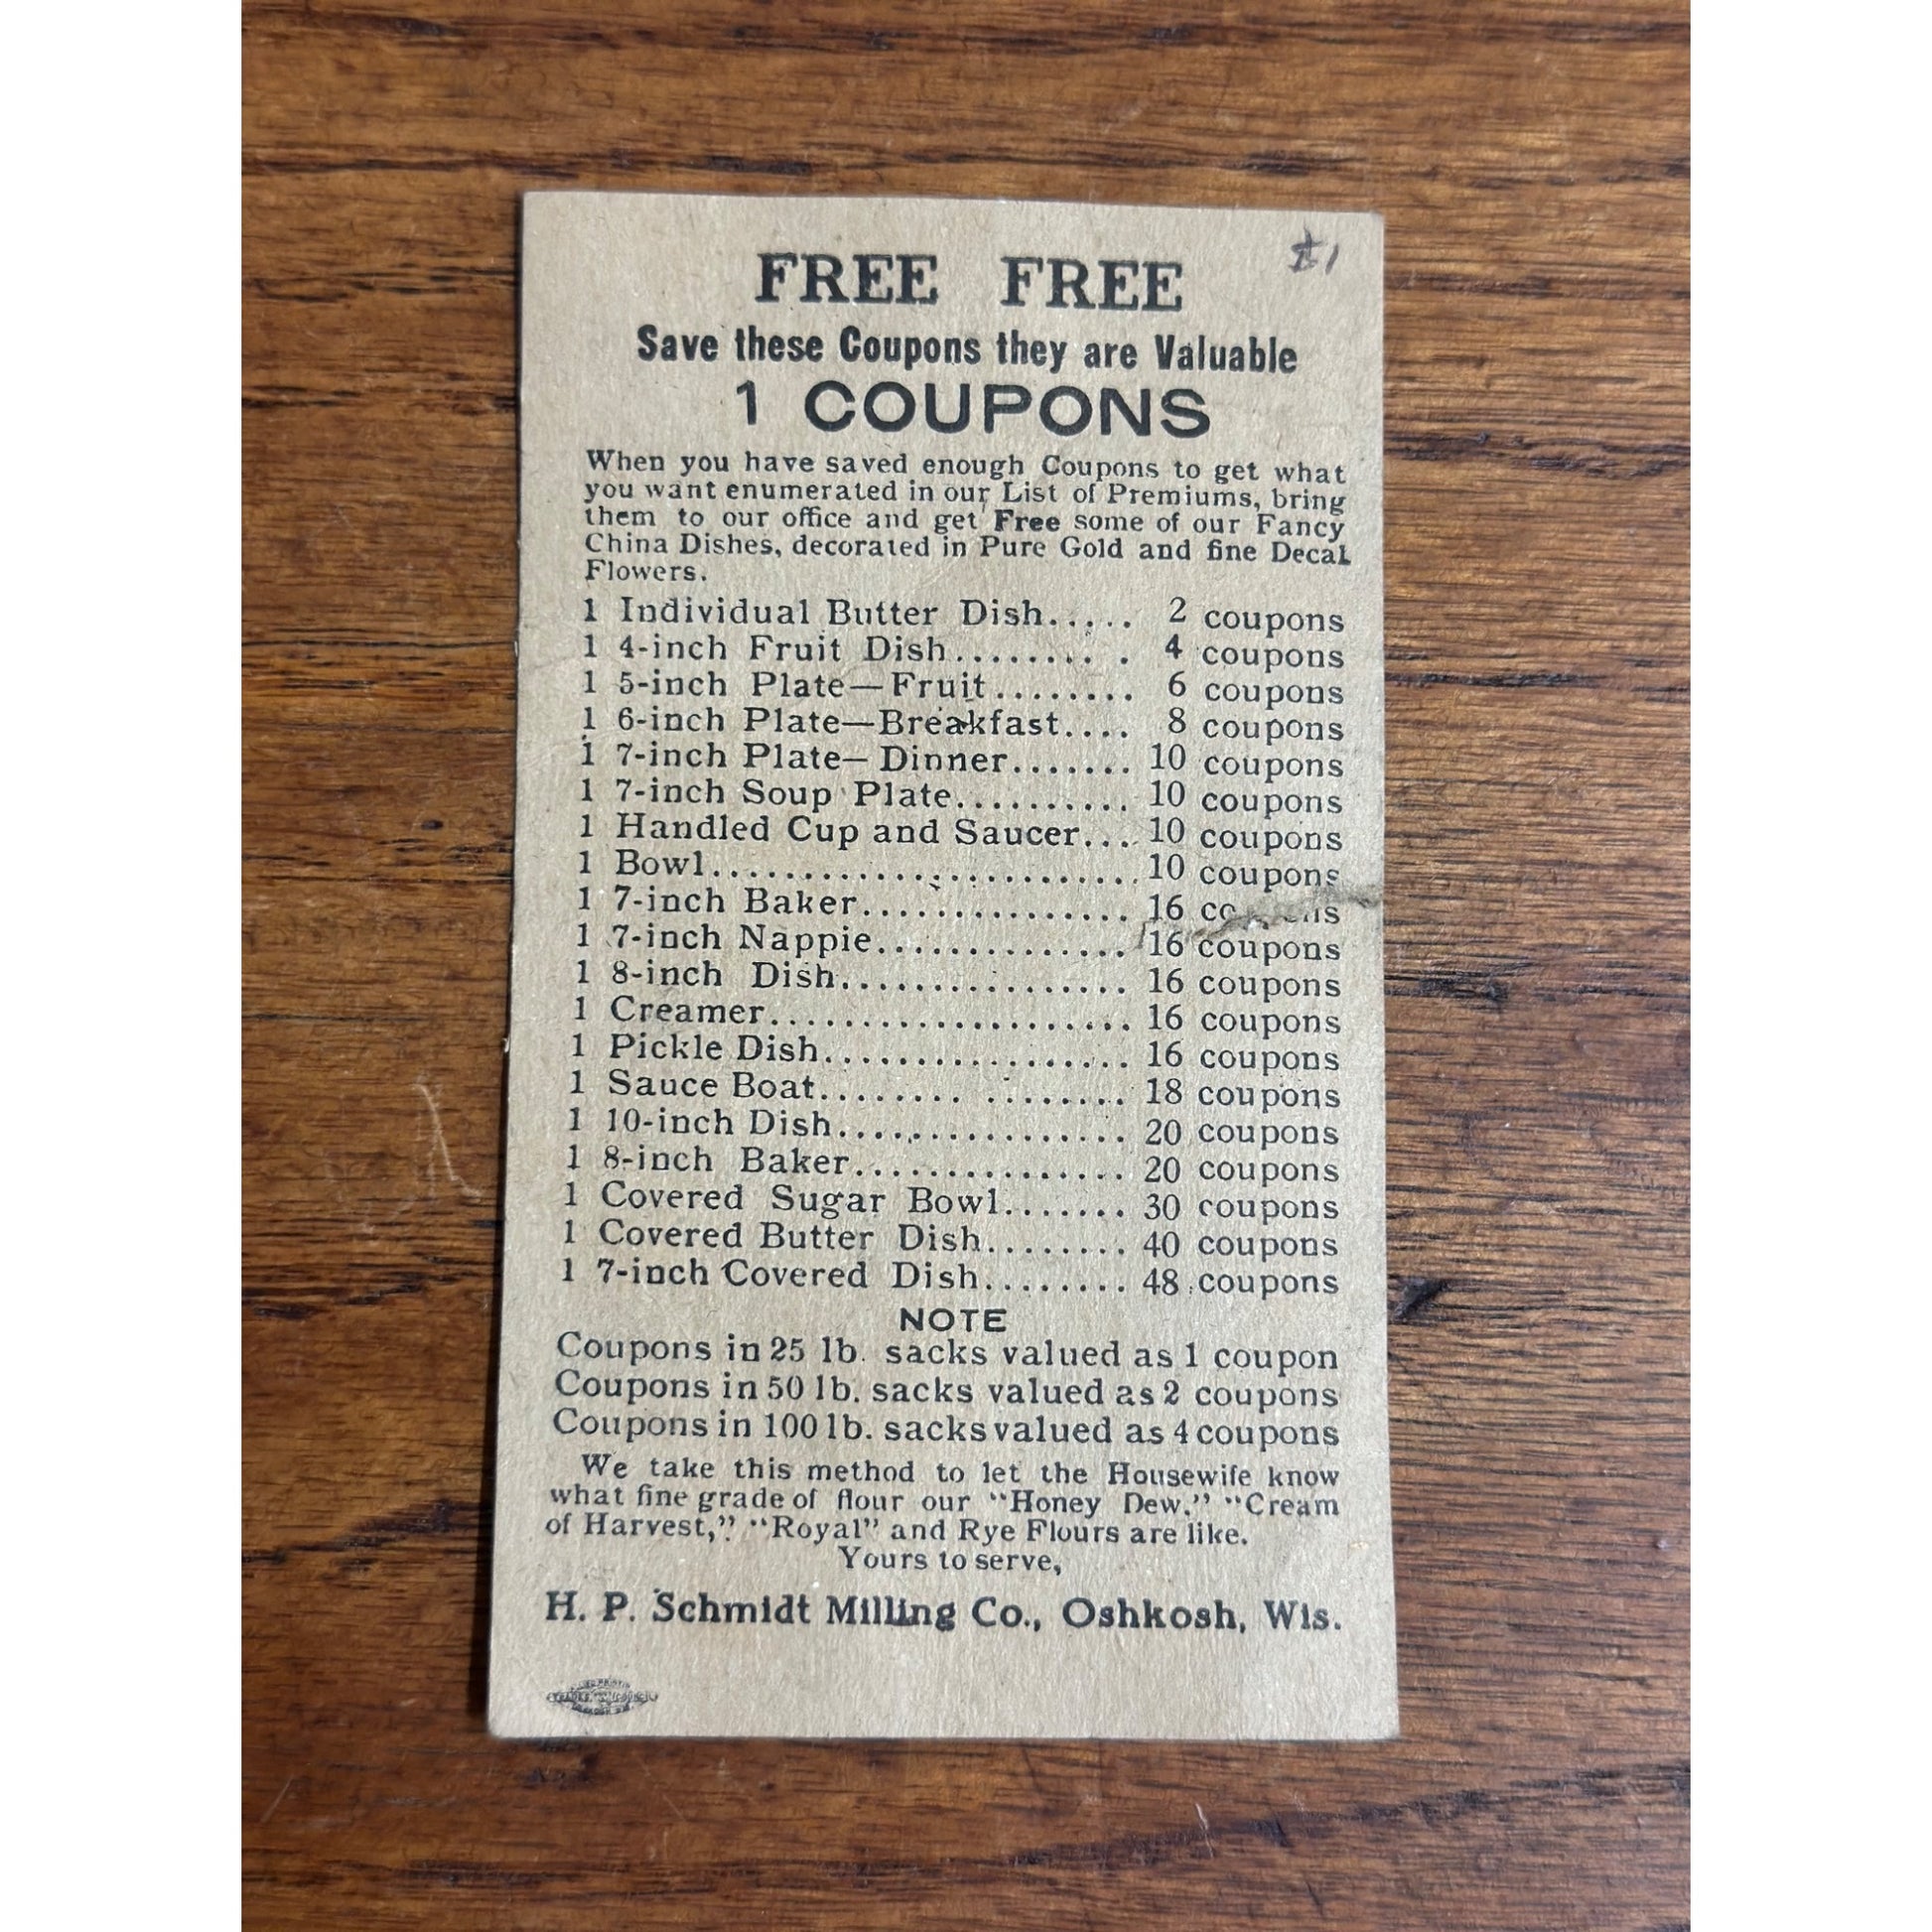 $1
FREE FREE
Save these Coupons they are Valuable
1 COUPONS
When you have saved enough Coupons to get what
you want enumerated in our List of Premiums, bring
them to our office and get Free some of our Fancy
China Dishes, decorated in Pure Gold and fine Decal
Flowers.
1 Individual Butter Dish..... 2 coupons
1 4-inch Fruit Dish........ . 4 coupons
1 5-inch Plate—Fruit........ 6 coupons
1 6-inch Plate—Breakfast.... 8 coupons
1 7-inch Plate—Dinner....... 10 coupons
1 7-inch Soup Plate.......... 10 coupons
1 Handled Cup and Saucer... 10 coupons
1 Bowl........................ 10 coupons
1 7-inch Baker............... 16 coupons
1 7-inch Nappie.............. 16 coupons
1 8-inch Dish................ 16 coupons
1 Creamer.................... 16 coupons
1 Pickle Dish................. 16 coupons
1 Sauce Boat........ ........ 18 coupons
1 10-inch Dish................ 20 coupons
1 8-inch Baker............... 20 coupons
1 Covered Sugar Bowl....... 30 coupons
1 Covered Butter Dish........ 40 coupons
1 7-inch Covered Dish........ 48 coupons
NOTE
Coupons in 25 lb. sacks valued as 1 coupon
Coupons in 50 lb. sacks valued as 2 coupons
Coupons in 100 lb. sacks valued as 4 coupons
We take this method to let the Housewife know
what fine grade of flour our "Honey Dew," "Cream
of Harvest," "Royal" and Rye Flours are like.
Yours to serve,
H. P. Schmidt Milling Co., Oshkosh, Wis.